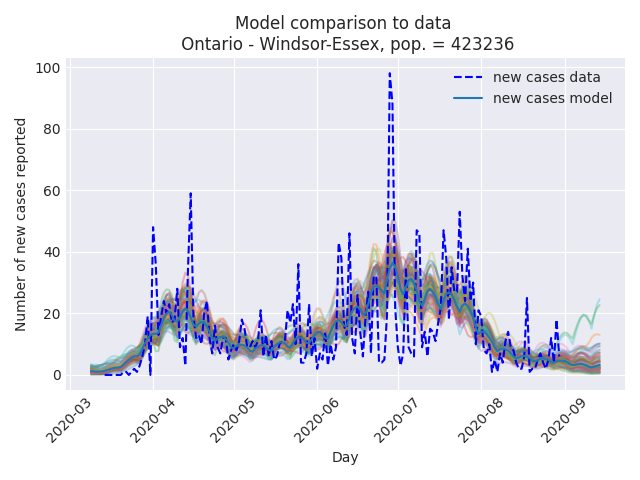 Model comparison to data
Ontario - Windsor-Essex, pop. = 423236
new cases data
new cases model
Number of new cases reported
100
80
60
40
20
0
2020-03
2020-04
2020-05
2020-06
2020-07
2020-08
2020-09
Day